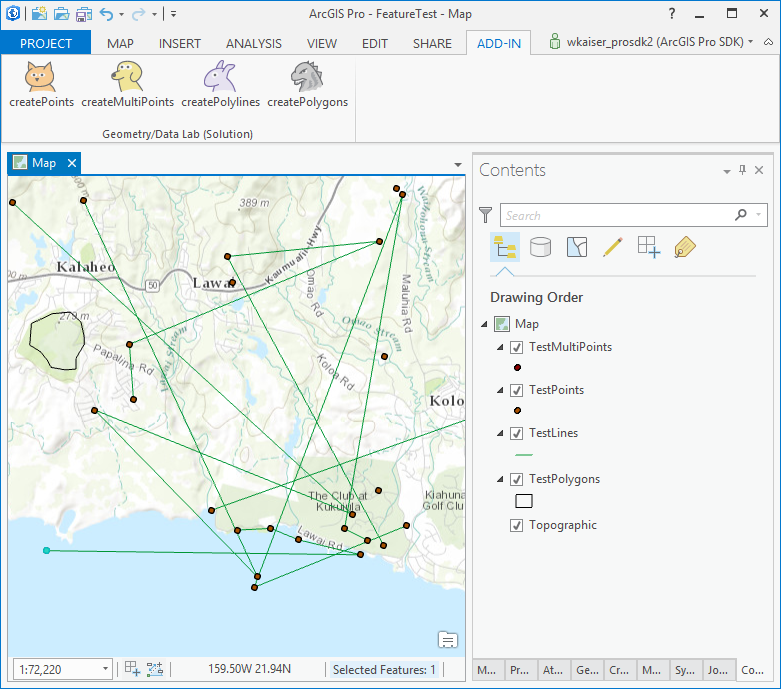 ArcGIS Pro - FeatureTest - Map
?
PROJECT MAP INSERT ANALYSIS VIEW EDIT SHARE ADD-IN wkaiser_prosdk2 (ArcGIS Pro SDK)
createPoints createMultiPoints createPolylines createPolygons
Geometry/Data Lab (Solution)
Map
Contents
Search
Drawing Order
Map
TestMultiPoints
TestPoints
TestLines
TestPolygons
Topographic
389 m
Waikomo Stream
Kaumualii Hwy
Kalaheo
50
Lawai
Omao Rd
Maluhia Rd
279 m
Omao Stream
Papalina Rd
Koloa Rd
Kolo
The Club at
Kukuiula
Kiahuna
Golf Clu
Lawai Rd
1:72,220
159.50W 21.94N
Selected Features: 1
M... Pr... At... Ge... Cr... M... Sy... Jo... Co...